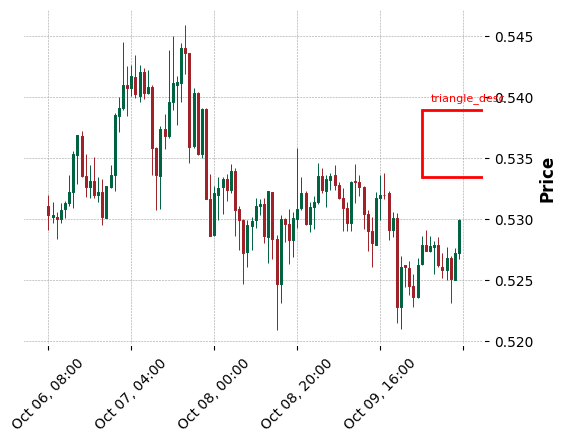 0.545
triangle_desc
0.540
0.535
Price
0.530
0.525
0.520
Oct 06, 08:00
Oct 07, 04:00
Oct 08, 00:00
Oct 08, 20:00
Oct 09, 16:00